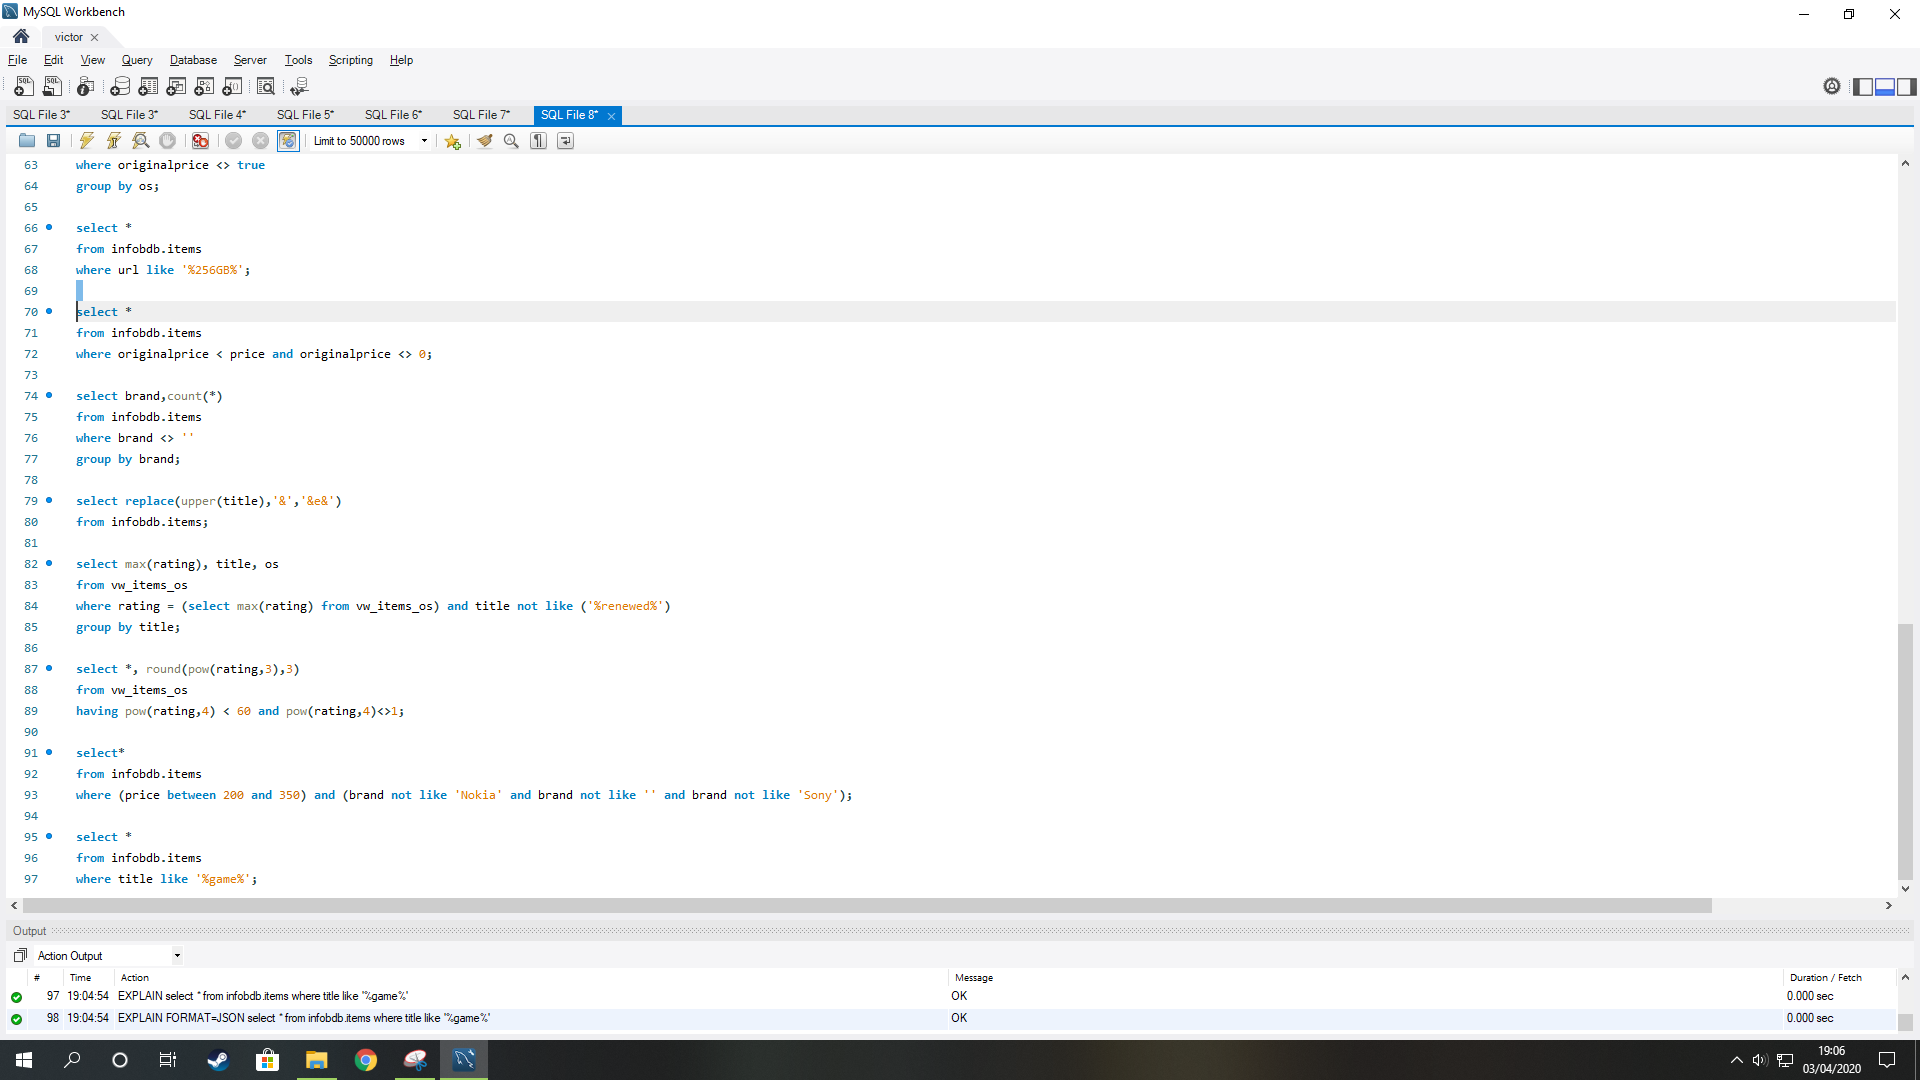 MySQL Workbench
victor
File Edit View Query Database Server Tools Scripting Help
SQL File 3* SQL File 3* SQL File 4* SQL File 5* SQL File 6* SQL File 7* SQL File 8*
Limit to 50000 rows
63 where originalprice <> true
64 group by os;
65
66 select *
67 from infobdb.items
68 where url like '%256GB%';
69
70 select *
71 from infobdb.items
72 where originalprice < price and originalprice <> 0;
73
74 select brand,count(*)
75 from infobdb.items
76 where brand <> ''
77 group by brand;
78
79 select replace(upper(title),'&','&e&')
80 from infobdb.items;
81
82 select max(rating), title, os
83 from vw_items_os
84 where rating = (select max(rating) from vw_items_os) and title not like ('%renewed%')
85 group by title;
86
87 select *, round(pow(rating,3),3)
88 from vw_items_os
89 having pow(rating,4) < 60 and pow(rating,4)<>1;
90
91 select*
92 from infobdb.items
93 where (price between 200 and 350) and (brand not like 'Nokia' and brand not like '' and brand not like 'Sony');
94
95 select *
96 from infobdb.items
97 where title like '%game%';
Output
Action Output
# Time Action Message Duration / Fetch
97 19:04:54 EXPLAIN select * from infobdb.items where title like '%game%' OK 0.000 sec
98 19:04:54 EXPLAIN FORMAT=JSON select * from infobdb.items where title like '%game%' OK 0.000 sec
19:06
03/04/2020